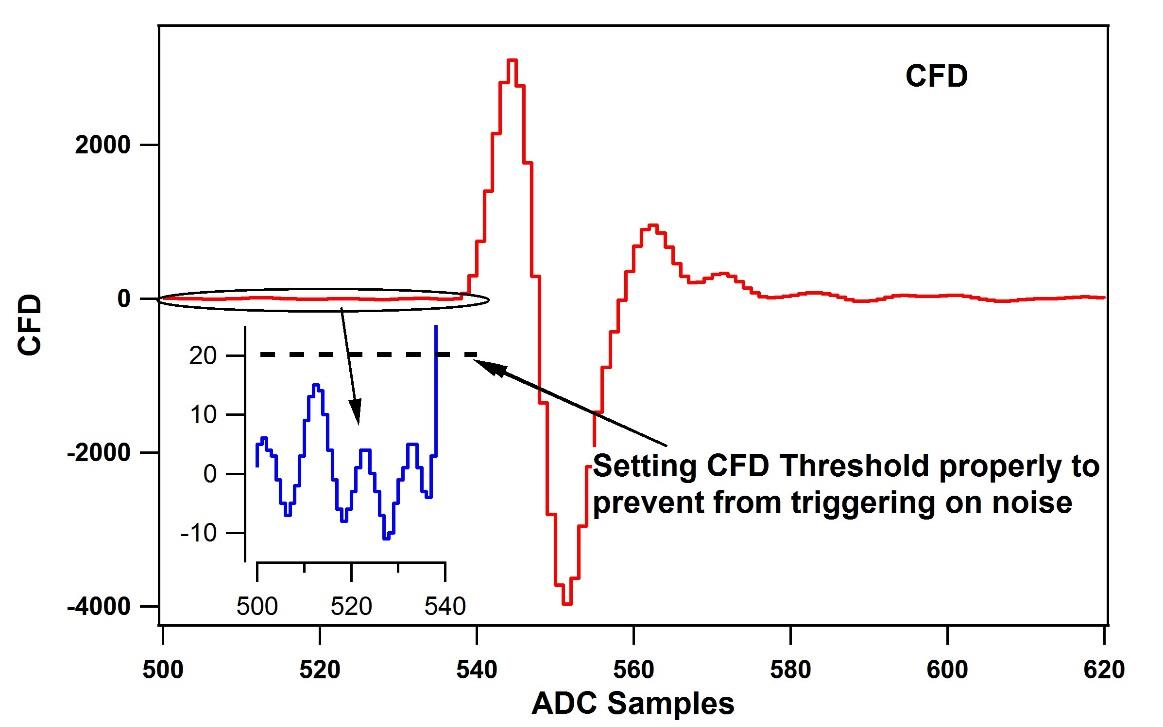 CFD
2000
0
-2000
-4000
CFD
20
10
0
-10
500 520 540
Setting CFD Threshold properly to
prevent from triggering on noise
500 520 540 560 580 600 620
ADC Samples